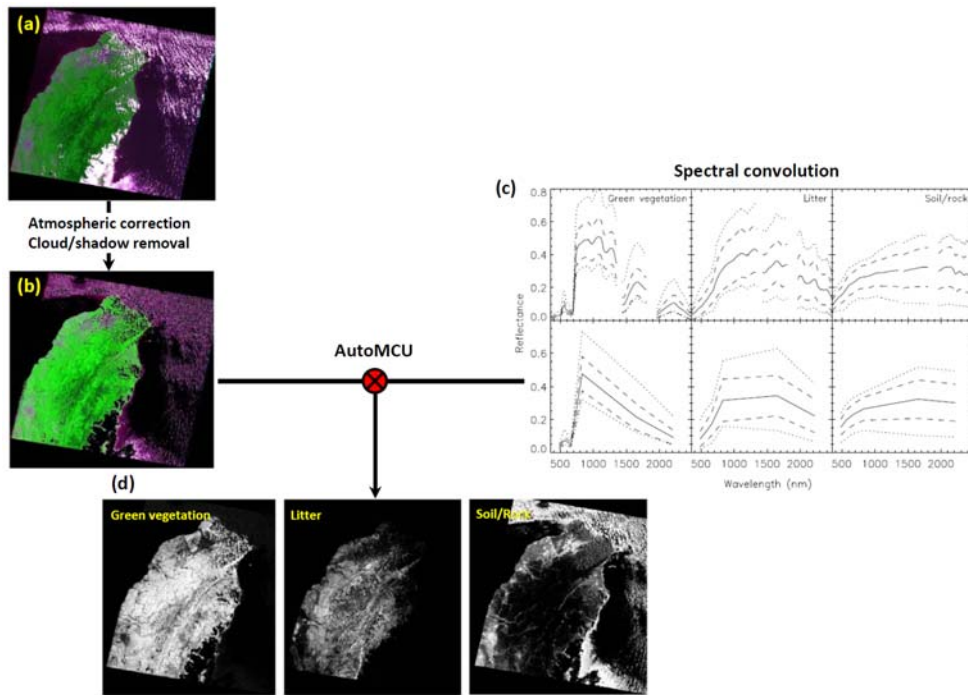 (a)
Atmospheric correction
Cloud/shadow removal
(b)
AutoMCU
Spectral convolution
(c)
Green vegetation
Litter
Soil/rock
0.8
0.6
0.4
0.2
0.0
Reflectance
0.6
0.4
0.2
0.0
500 1000 1500 2000
500 1000 1500 2000
500 1000 1500 2000
Wavelength (nm)
(d)
Green vegetation
Litter
Soil/Rock